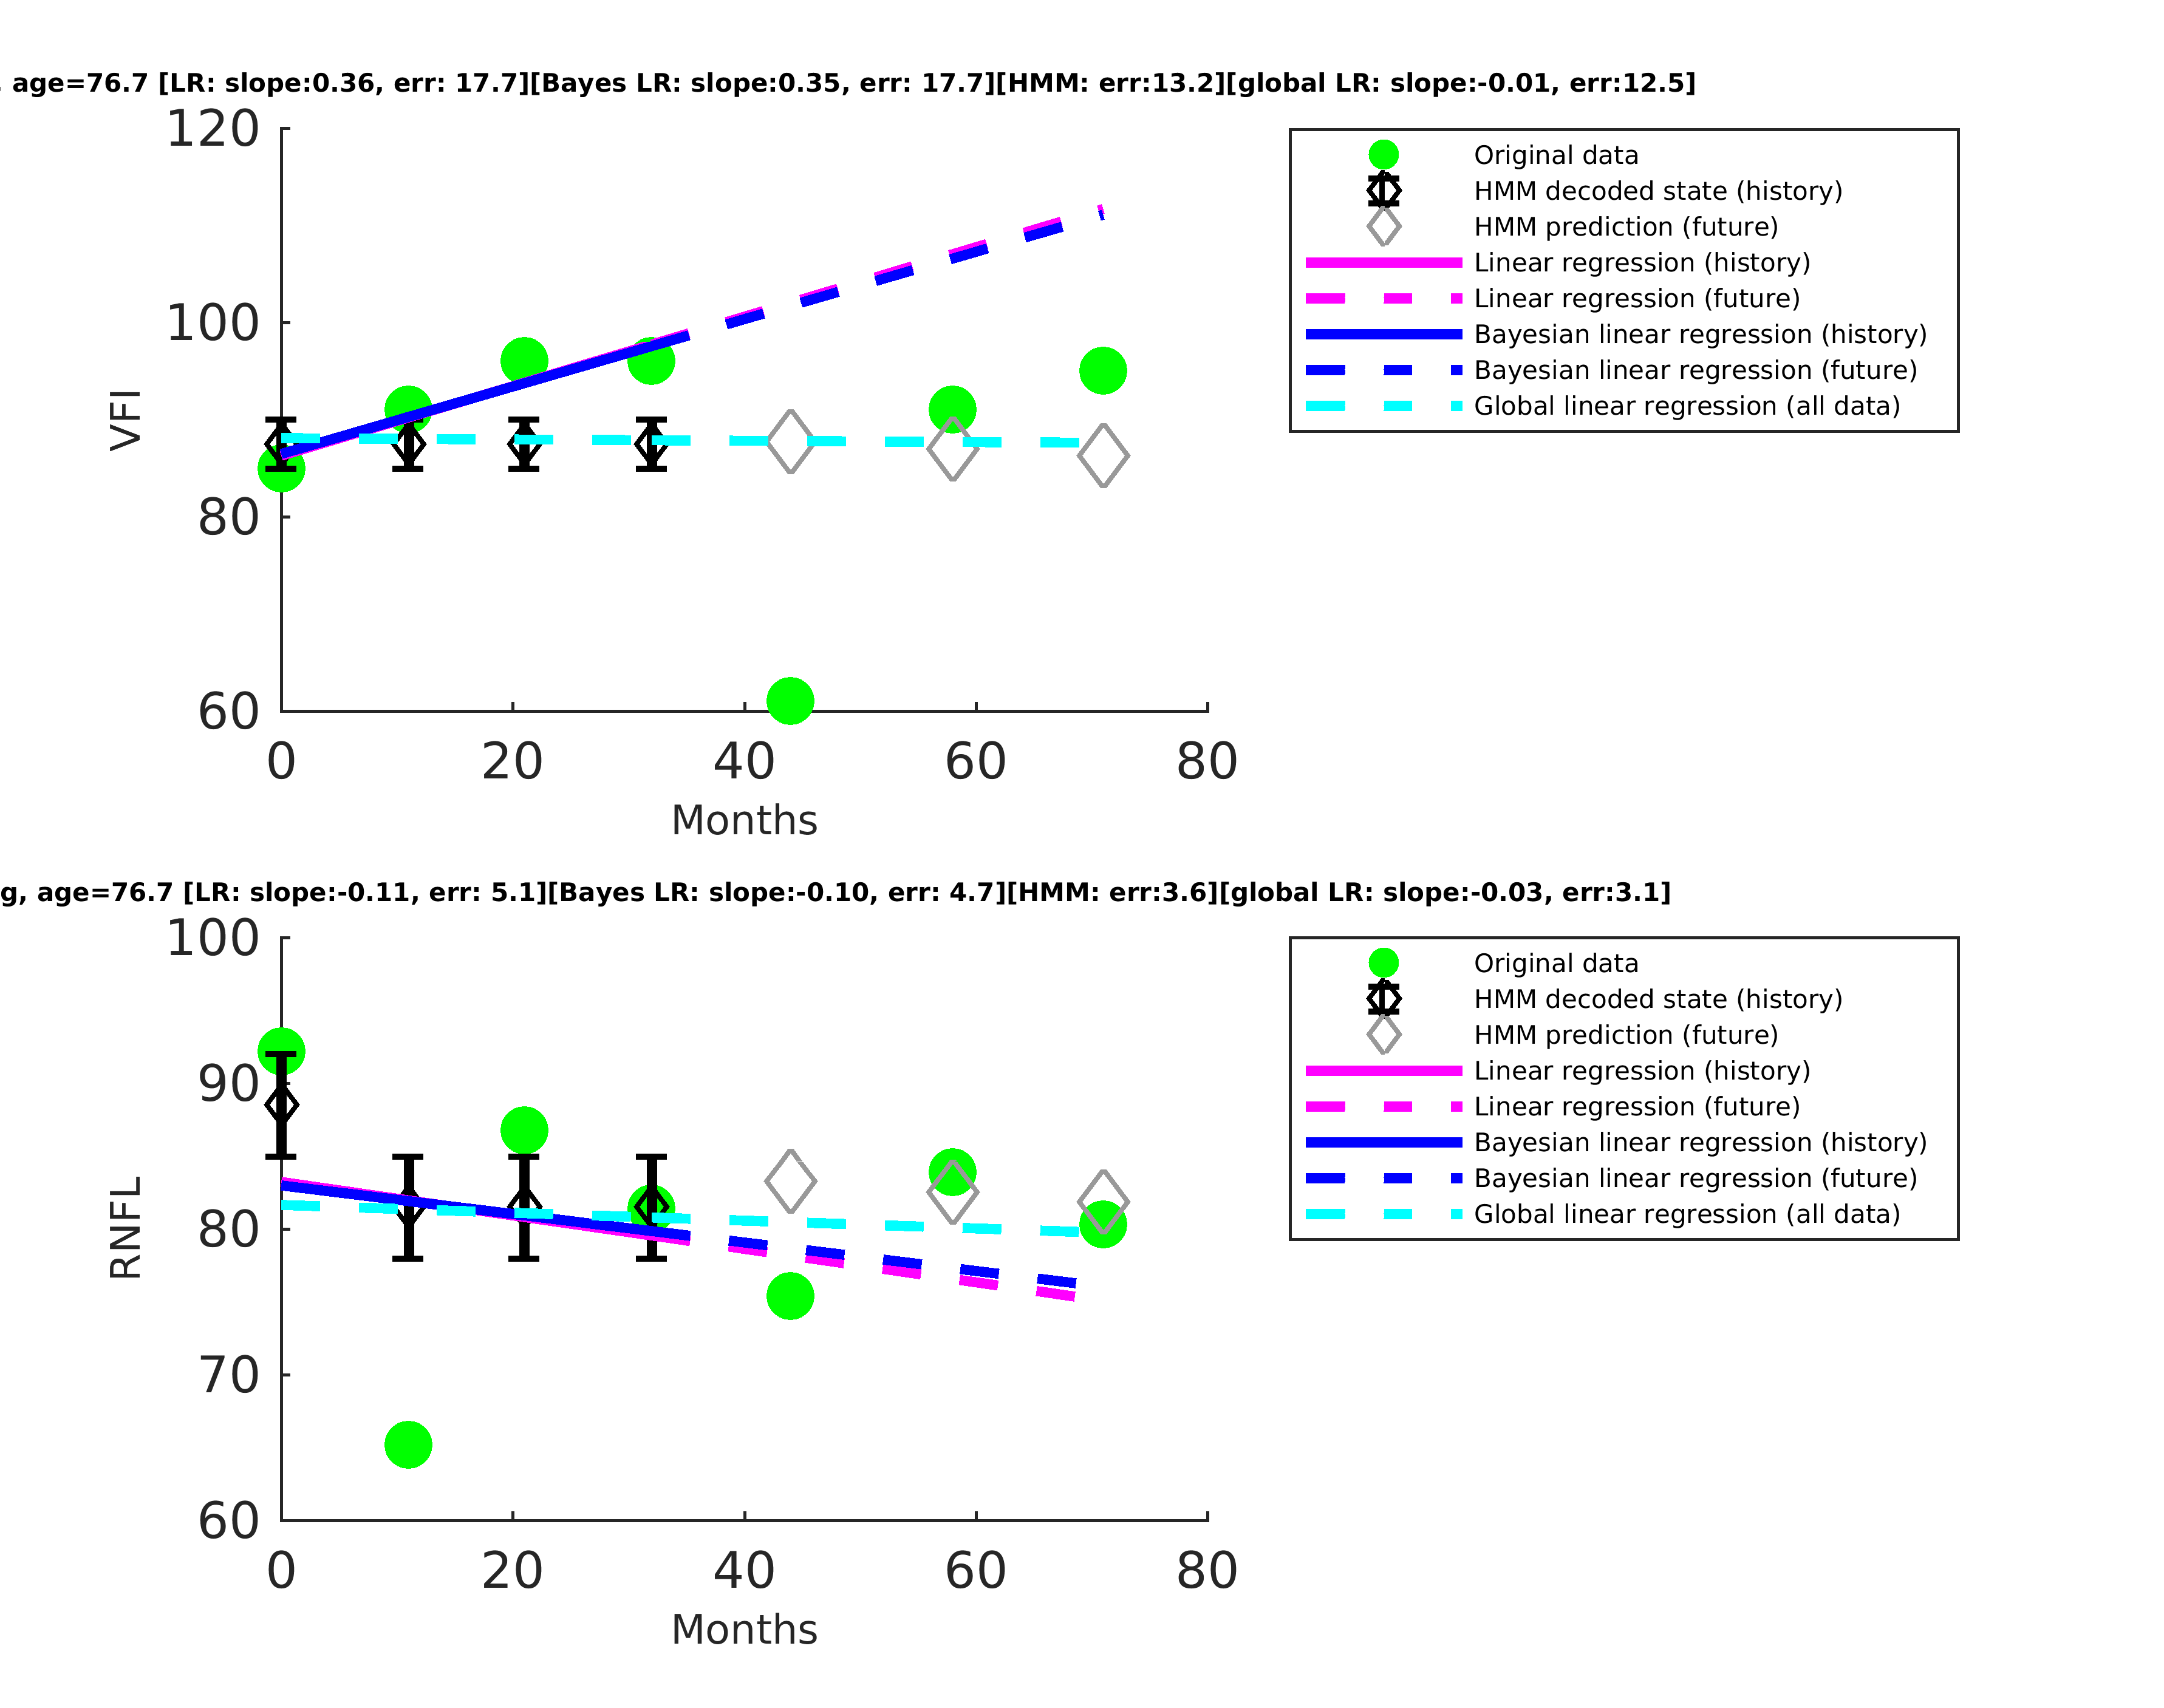 , age=76.7 [LR: slope:0.36, err: 17.7][Bayes LR: slope:0.35, err: 17.7][HMM: err:13.2][global LR: slope:-0.01, err:12.5]
120
100
80
60
VFI
0 20 40 60 80
Months
Original data
HMM decoded state (history)
HMM prediction (future)
Linear regression (history)
Linear regression (future)
Bayesian linear regression (history)
Bayesian linear regression (future)
Global linear regression (all data)
g, age=76.7 [LR: slope:-0.11, err: 5.1][Bayes LR: slope:-0.10, err: 4.7][HMM: err:3.6][global LR: slope:-0.03, err:3.1]
100
90
80
70
60
RNFL
0 20 40 60 80
Months
Original data
HMM decoded state (history)
HMM prediction (future)
Linear regression (history)
Linear regression (future)
Bayesian linear regression (history)
Bayesian linear regression (future)
Global linear regression (all data)